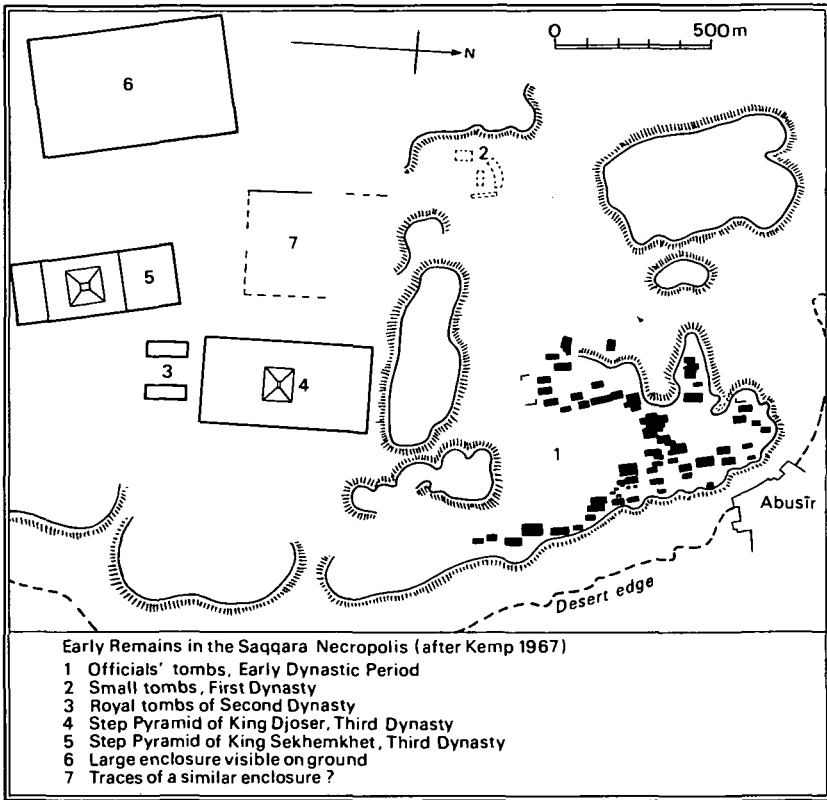 0 500m
N
6
2
7
5
3
4
1
Abusîr
Desert edge
Early Remains in the Saqqara Necropolis (after Kemp 1967)
1 Officials' tombs, Early Dynastic Period
2 Small tombs, First Dynasty
3 Royal tombs of Second Dynasty
4 Step Pyramid of King Djoser, Third Dynasty
5 Step Pyramid of King Sekhemkhet, Third Dynasty
6 Large enclosure visible on ground
7 Traces of a similar enclosure ?